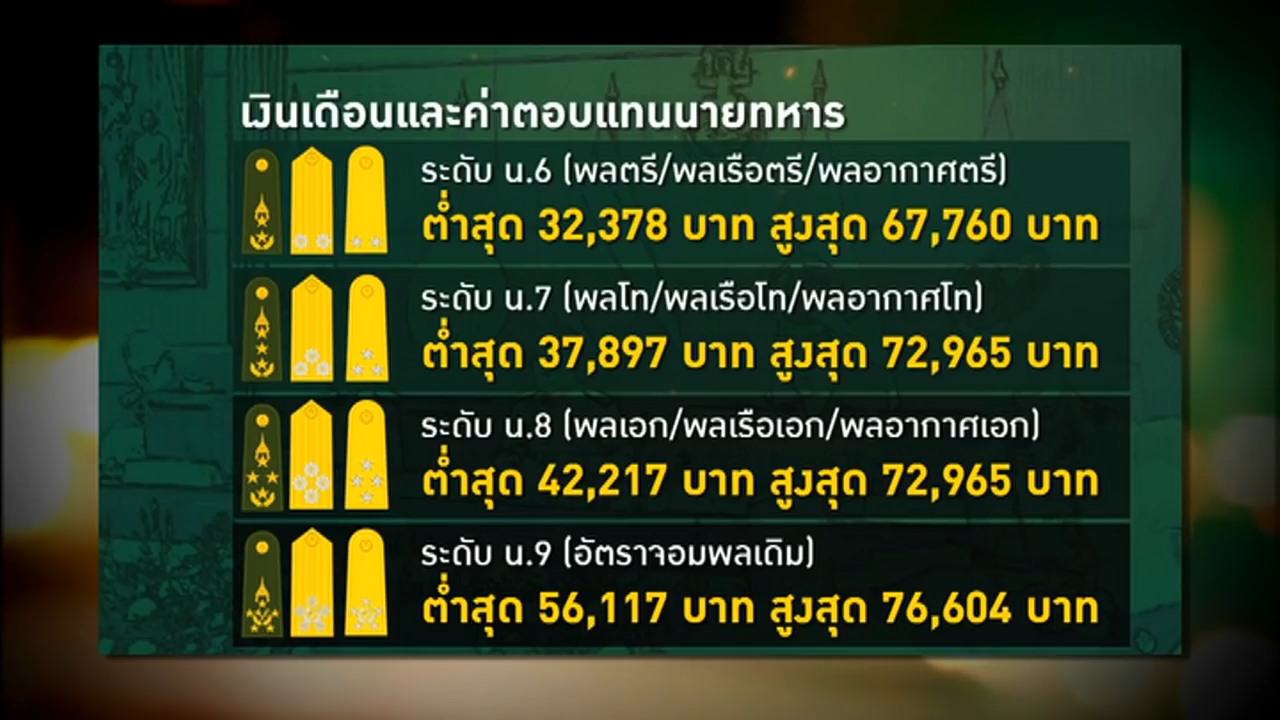 เงินเดือนและค่าตอบแทนนายทหาร
ระดับ น.6 (พลตรี/พลเรือตรี/พลอากาศตรี)
ต่ำสุด 32,378 บาท สูงสุด 67,760 บาท
ระดับ น.7 (พลโท/พลเรือโท/พลอากาศโท)
ต่ำสุด 37,897 บาท สูงสุด 72,965 บาท
ระดับ น.8 (พลเอก/พลเรือเอก/พลอากาศเอก)
ต่ำสุด 42,217 บาท สูงสุด 72,965 บาท
ระดับ น.9 (อัตราจอมพลเดิม)
ต่ำสุด 56,117 บาท สูงสุด 76,604 บาท